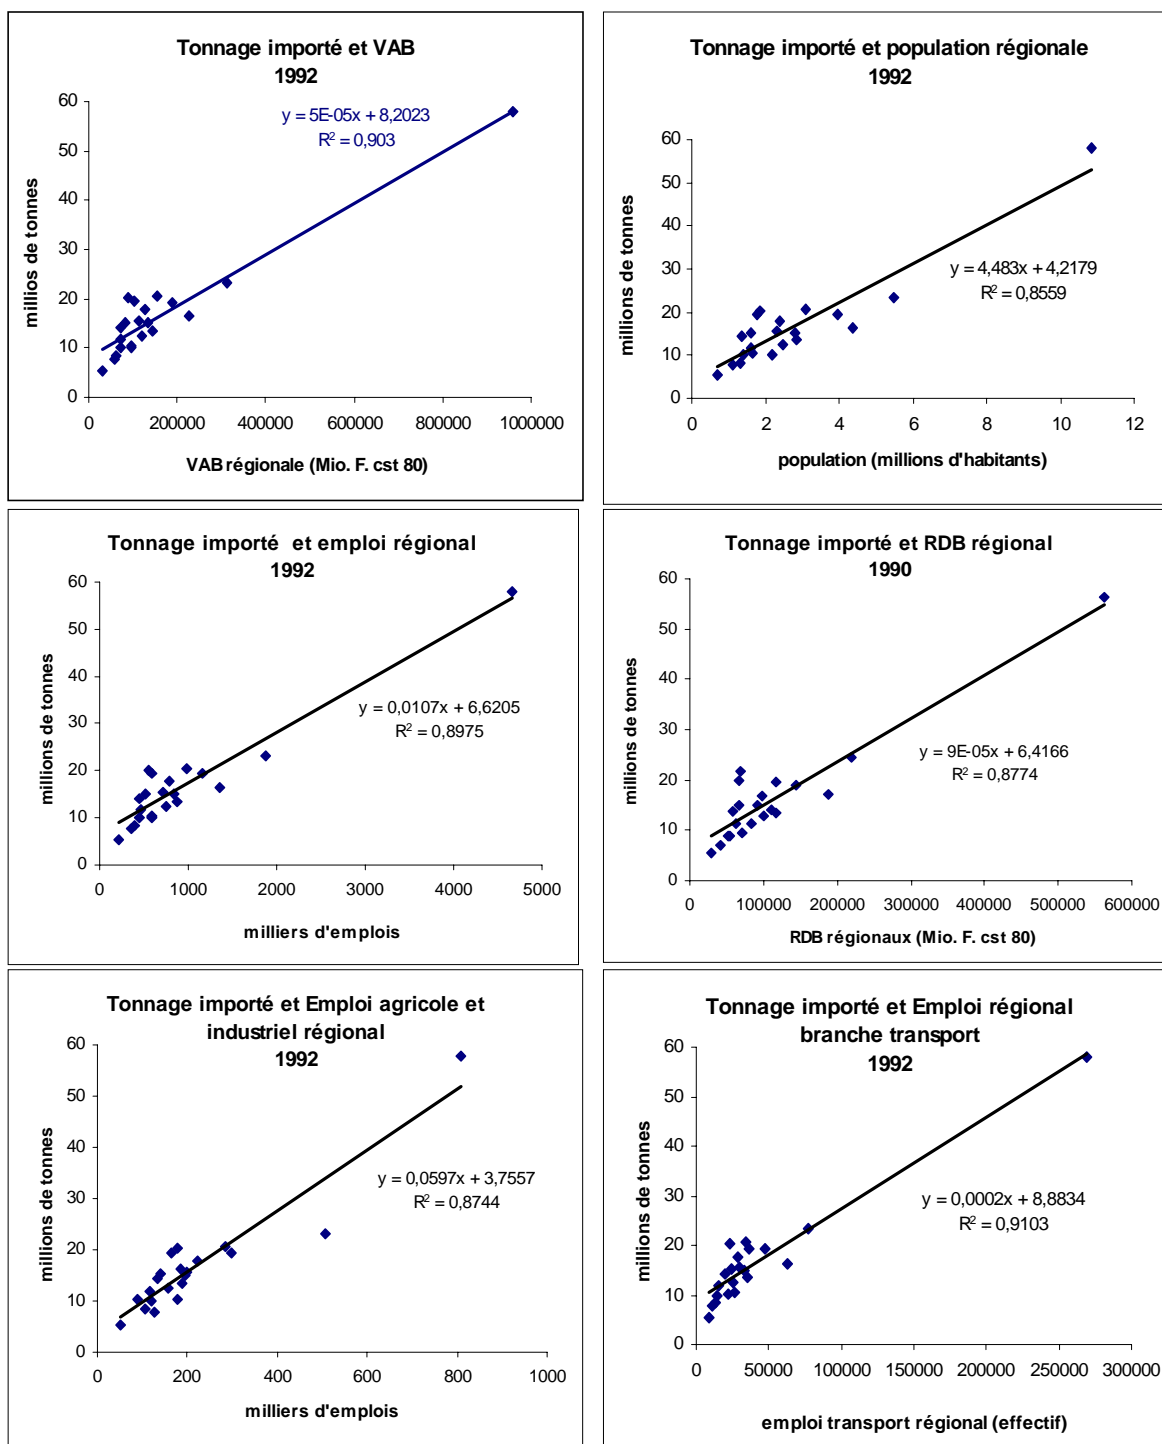 Tonnage importé et VAB
1992
y = 5E-05x + 8,2023
R² = 0,903
millios de tonnes
60
50
40
30
20
10
0
0 200000 400000 600000 800000 1000000
VAB régionale (Mio. F. cst 80)
Tonnage importé et population régionale
1992
y = 4,483x + 4,2179
R² = 0,8559
millions de tonnes
60
50
40
30
20
10
0
0 2 4 6 8 10 12
population (millions d'habitants)
Tonnage importé et emploi régional
1992
y = 0,0107x + 6,6205
R² = 0,8975
millions de tonnes
60
50
40
30
20
10
0
0 1000 2000 3000 4000 5000
milliers d'emplois
Tonnage importé et RDB régional
1990
y = 9E-05x + 6,4166
R² = 0,8774
millions de tonnes
60
50
40
30
20
10
0
0 100000 200000 300000 400000 500000 600000
RDB régionaux (Mio. F. cst 80)
Tonnage importé et Emploi agricole et
industriel régional
1992
y = 0,0597x + 3,7557
R² = 0,8744
millions de tonnes
60
50
40
30
20
10
0
0 200 400 600 800 1000
milliers d'emplois
Tonnage importé et Emploi régional
branche transport
1992
y = 0,0002x + 8,8834
R² = 0,9103
millions de tonnes
60
50
40
30
20
10
0
0 50000 100000 150000 200000 250000 300000
emploi transport régional (effectif)